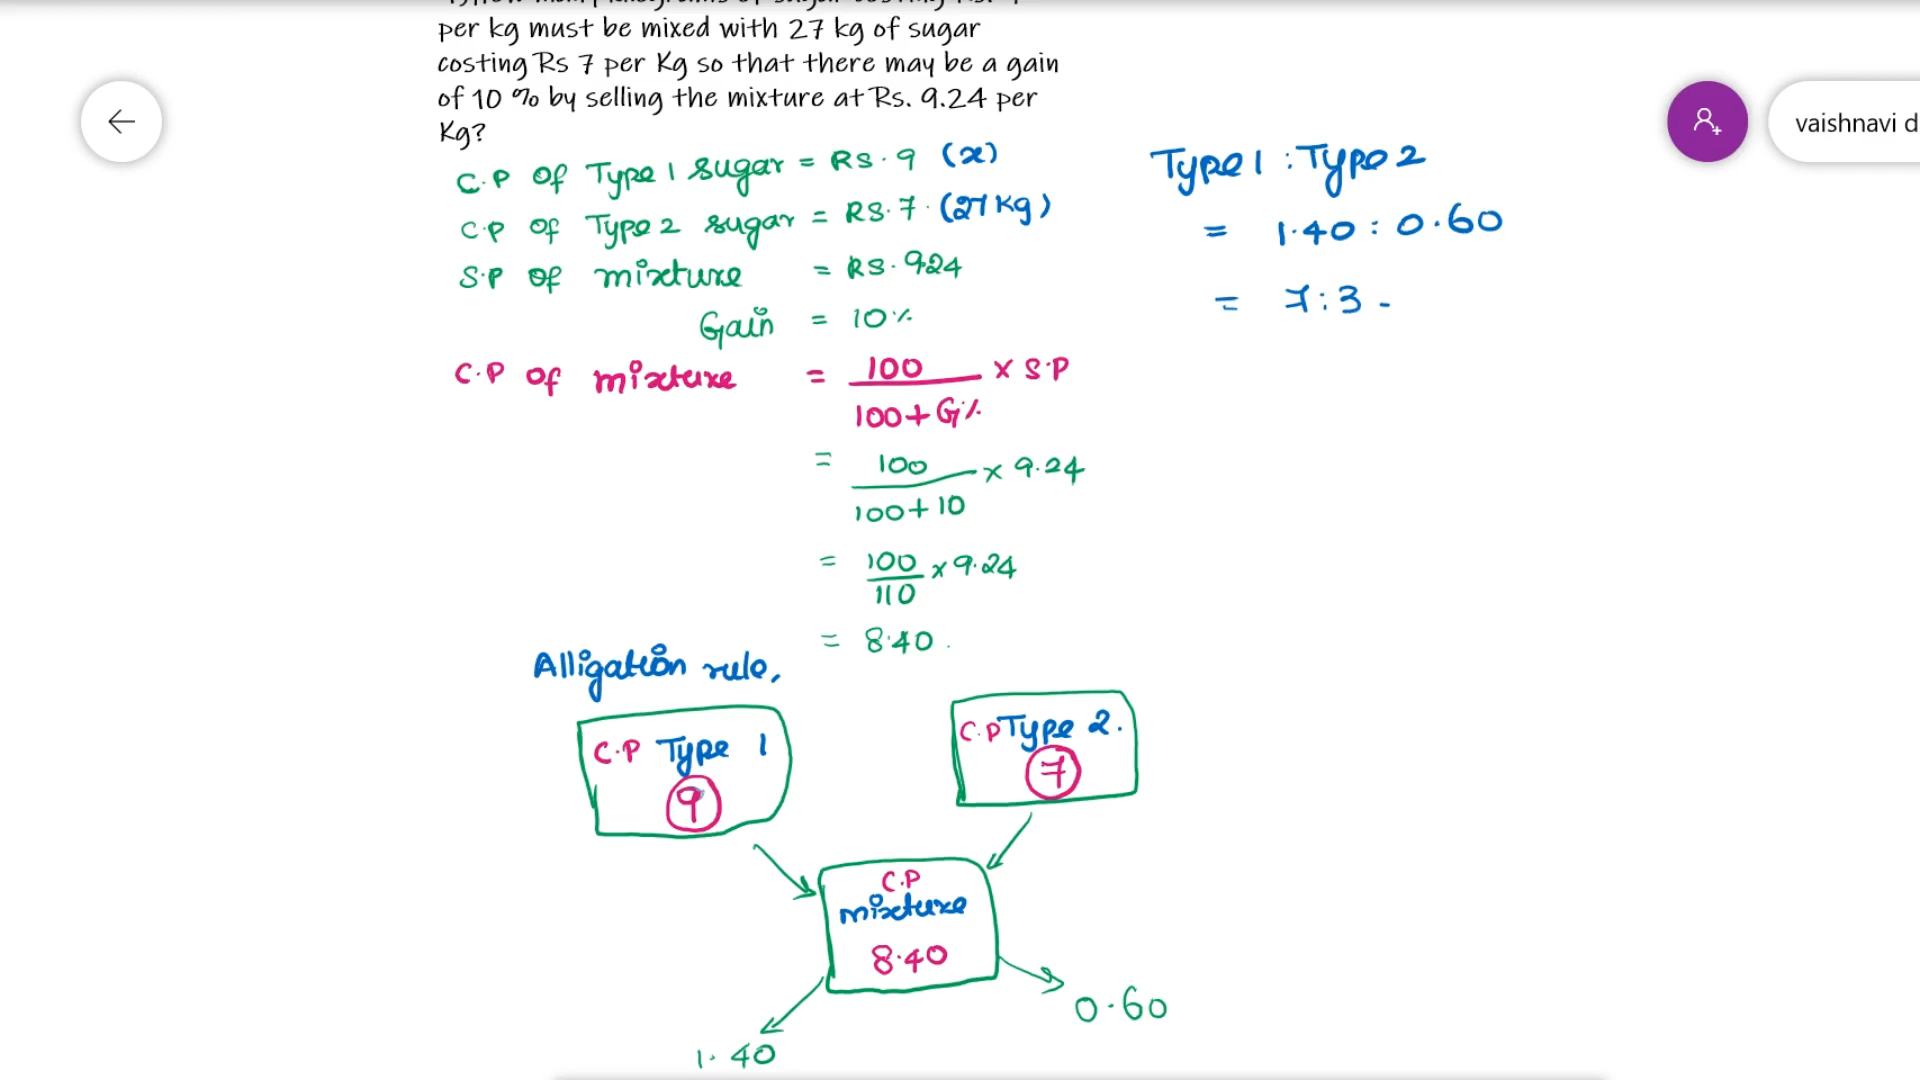 per kg must be mixed with 27 kg of sugar
costing Rs 7 per Kg so that there may be a gain
of 10 % by selling the mixture at Rs. 9.24 per
Kg?
C.P of Type 1 sugar = RS. 9 (x)
C.P of Type 2 sugar = RS. 7. (27 Kg)
S.P of mixture = RS. 9.24
Gain = 10%
C.P of mixture = 100 / 100 + G% × S.P
= 100 / 100 + 10 × 9.24
= 100 / 110 × 9.24
= 8.40.
Alligation rule,
C.P Type 1
9
C.P Type 2.
7
C.P
mixture
8.40
1.40
0.60
Type 1 : Type 2
= 1.40 : 0.60
= 7:3 -
vaishnavi d